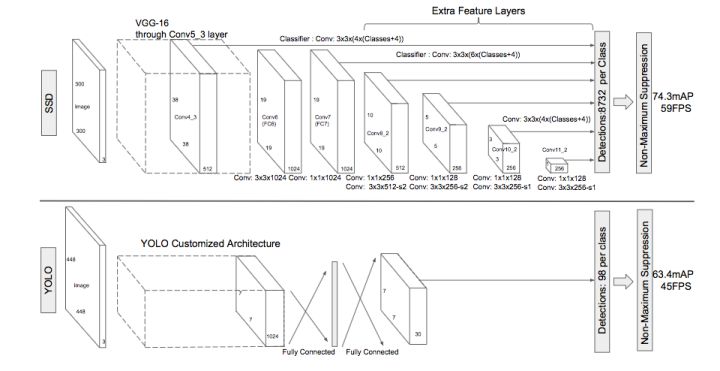 Extra Feature Layers
VGG-16
through Conv5_3 layer
Classifier : Conv: 3x3x(4x(Classes+4))
Classifier : Conv: 3x3x(6x(Classes+4))
SSD
300
Image
300
3
38
Conv4_3
38
512
19
Conv6
(FC6)
19
1024
19
Conv7
(FC7)
19
1024
10
Conv8_2
10
512
5
Conv9_2
5
256
Conv: 3x3x(4x(Classes+4))
3
Conv10_2
3
256
Conv11_2
256
Conv: 3x3x1024
Conv: 1x1x1024
Conv: 1x1x256
Conv: 3x3x512-s2
Conv: 1x1x128
Conv: 3x3x256-s2
Conv: 1x1x128
Conv: 3x3x256-s1
Conv: 1x1x128
Conv: 3x3x256-s1
Detections:8732 per Class
Non-Maximum Suppression
74.3mAP
59FPS
YOLO
448
Image
448
3
YOLO Customized Architecture
7
7
1024
Fully Connected
Fully Connected
7
7
30
Detections: 98 per class
Non-Maximum Suppression
63.4mAP
45FPS